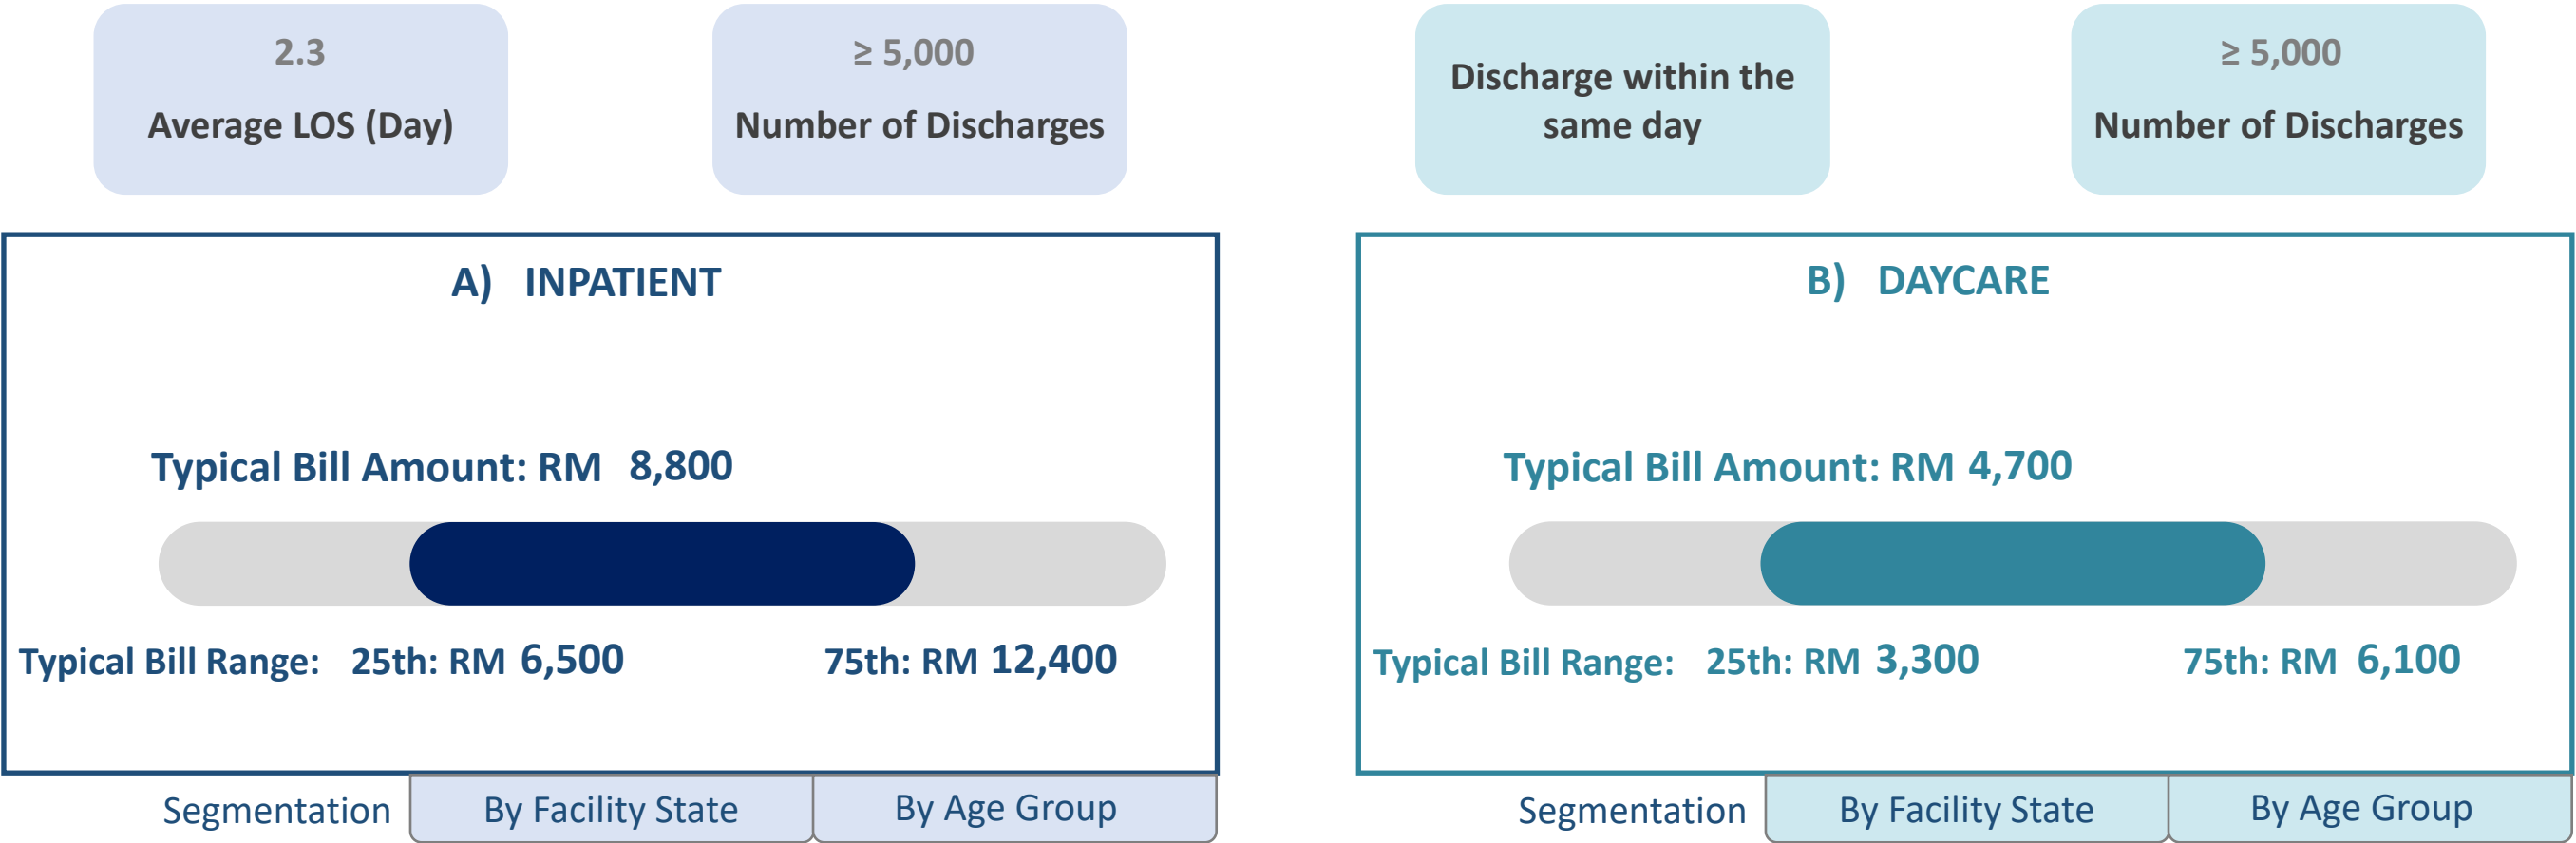 2.3
Average LOS (Day)
≥ 5,000
Number of Discharges
A) INPATIENT
Typical Bill Amount: RM 8,800
Typical Bill Range: 25th: RM 6,500 75th: RM 12,400
Segmentation By Facility State By Age Group
Discharge within the
same day
≥ 5,000
Number of Discharges
B) DAYCARE
Typical Bill Amount: RM 4,700
Typical Bill Range: 25th: RM 3,300 75th: RM 6,100
Segmentation By Facility State By Age Group